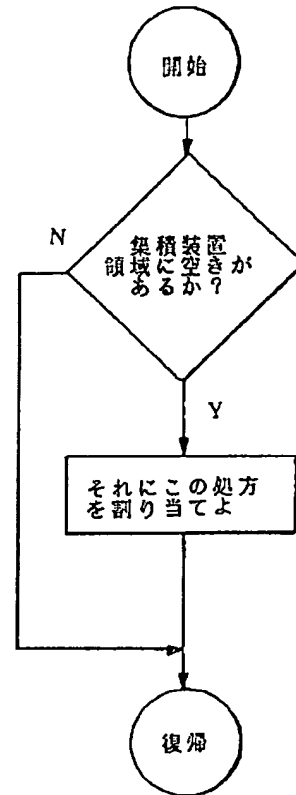 開始
N
集積装置
領域に空きが
あるか？
Y
それにこの処方
を割り当てよ
復帰